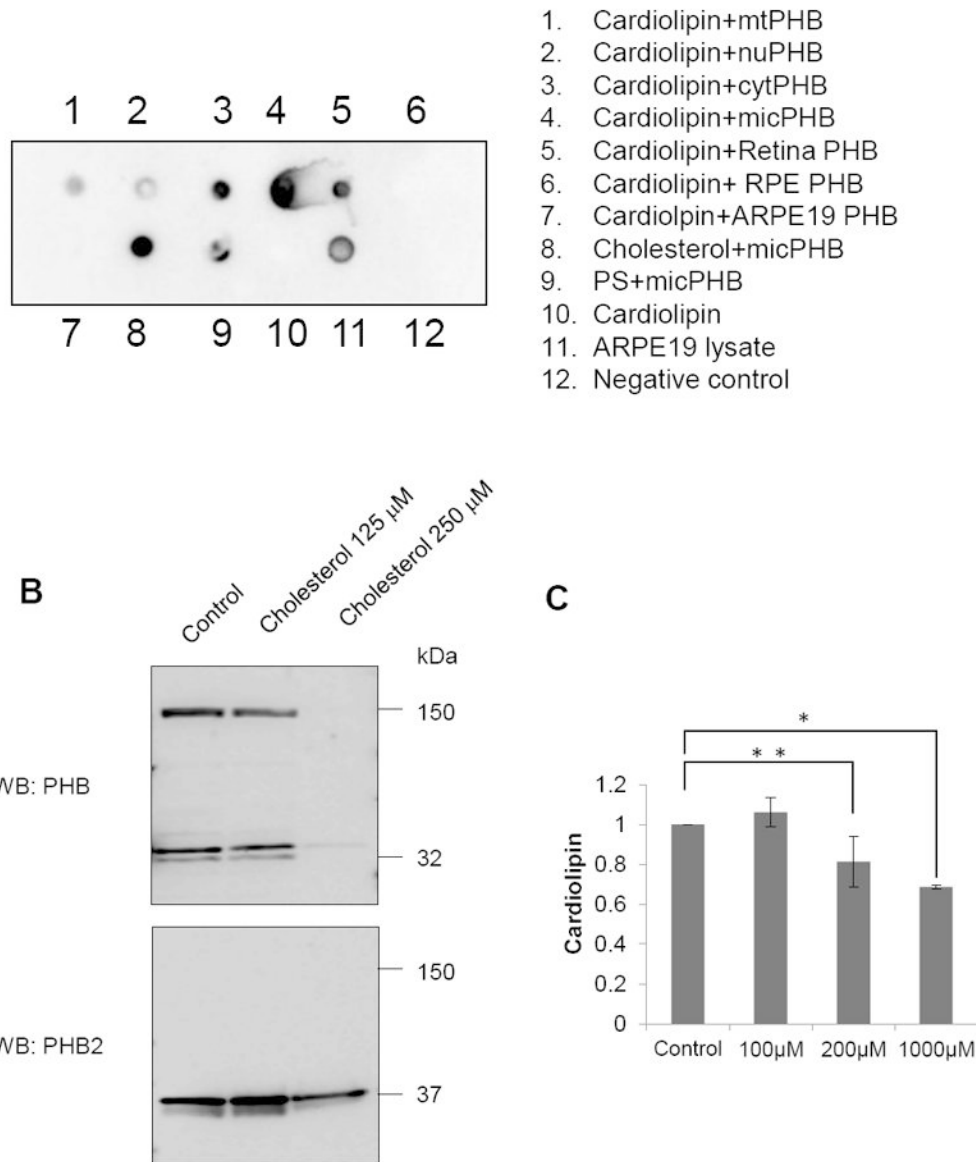 1. Cardiolipin+mtPHB
2. Cardiolipin+nuPHB
3. Cardiolipin+cytPHB
4. Cardiolipin+micPHB
5. Cardiolipin+Retina PHB
6. Cardiolipin+ RPE PHB
7. Cardiolpin+ARPE19 PHB
8. Cholesterol+micPHB
9. PS+micPHB
10. Cardiolipin
11. ARPE19 lysate
12. Negative control
1 2 3 4 5 6
7 8 9 10 11 12
B
Control
Cholesterol 125 μM
Cholesterol 250 μM
kDa
150
WB: PHB
32
150
WB: PHB2
37
C
*
* *
1.2
1
0.8
0.6
0.4
0.2
0
Cardiolipin
Control 100μM 200μM 1000μM